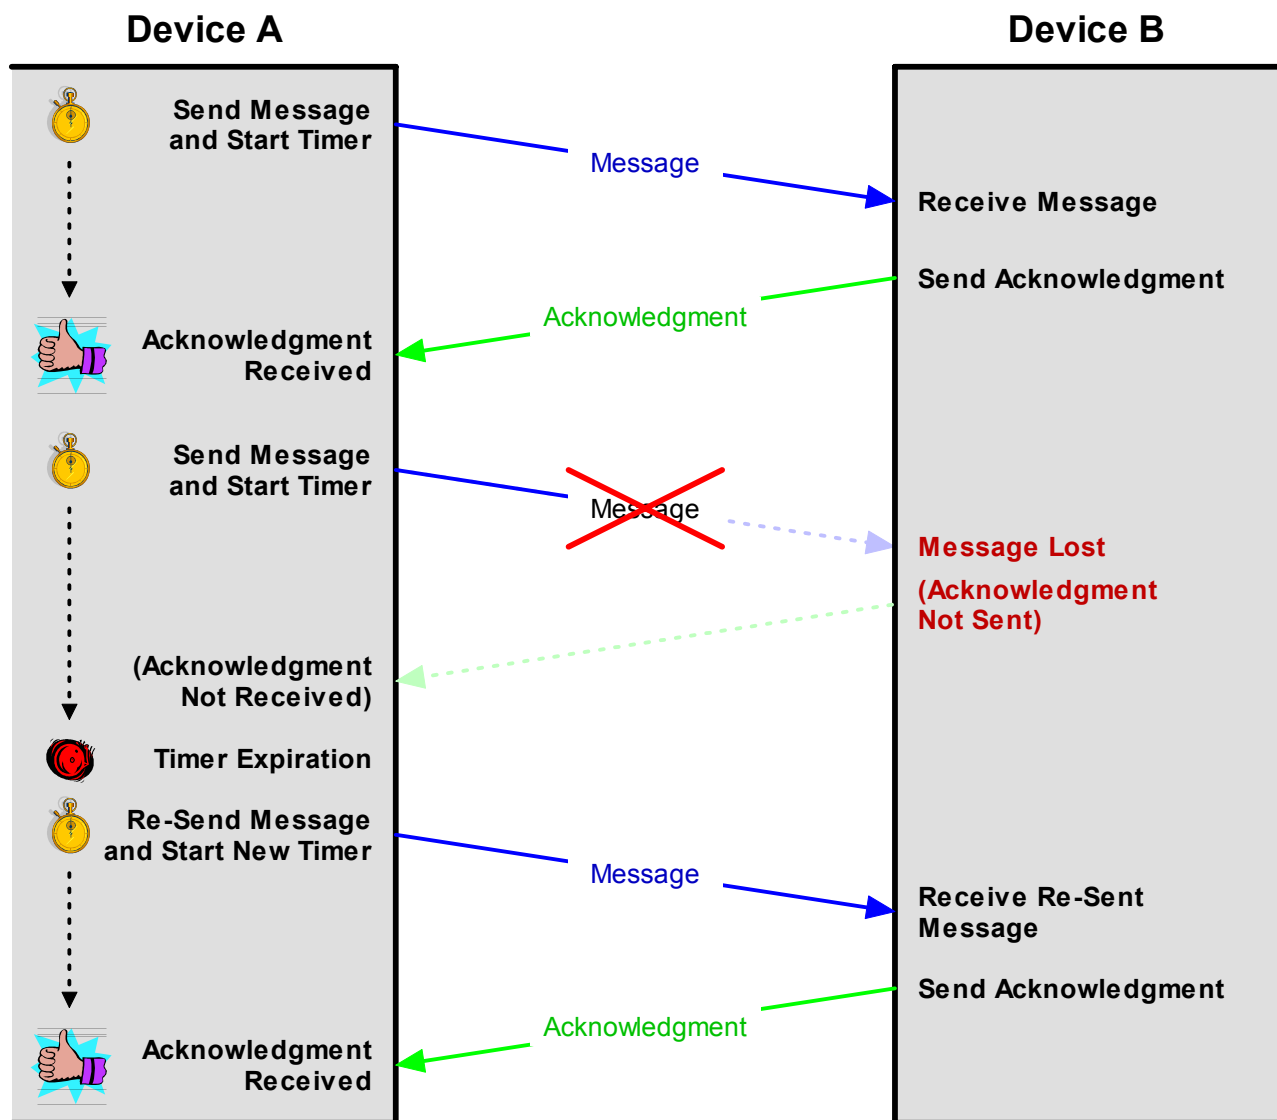 Device A
Device B
Send Message
and Start Timer
Message
Receive Message
Send Acknowledgment
Acknowledgment
Acknowledgment
Received
Send Message
and Start Timer
Message
Message Lost
(Acknowledgment
Not Sent)
(Acknowledgment
Not Received)
Timer Expiration
Re-Send Message
and Start New Timer
Message
Receive Re-Sent
Message
Send Acknowledgment
Acknowledgment
Acknowledgment
Received